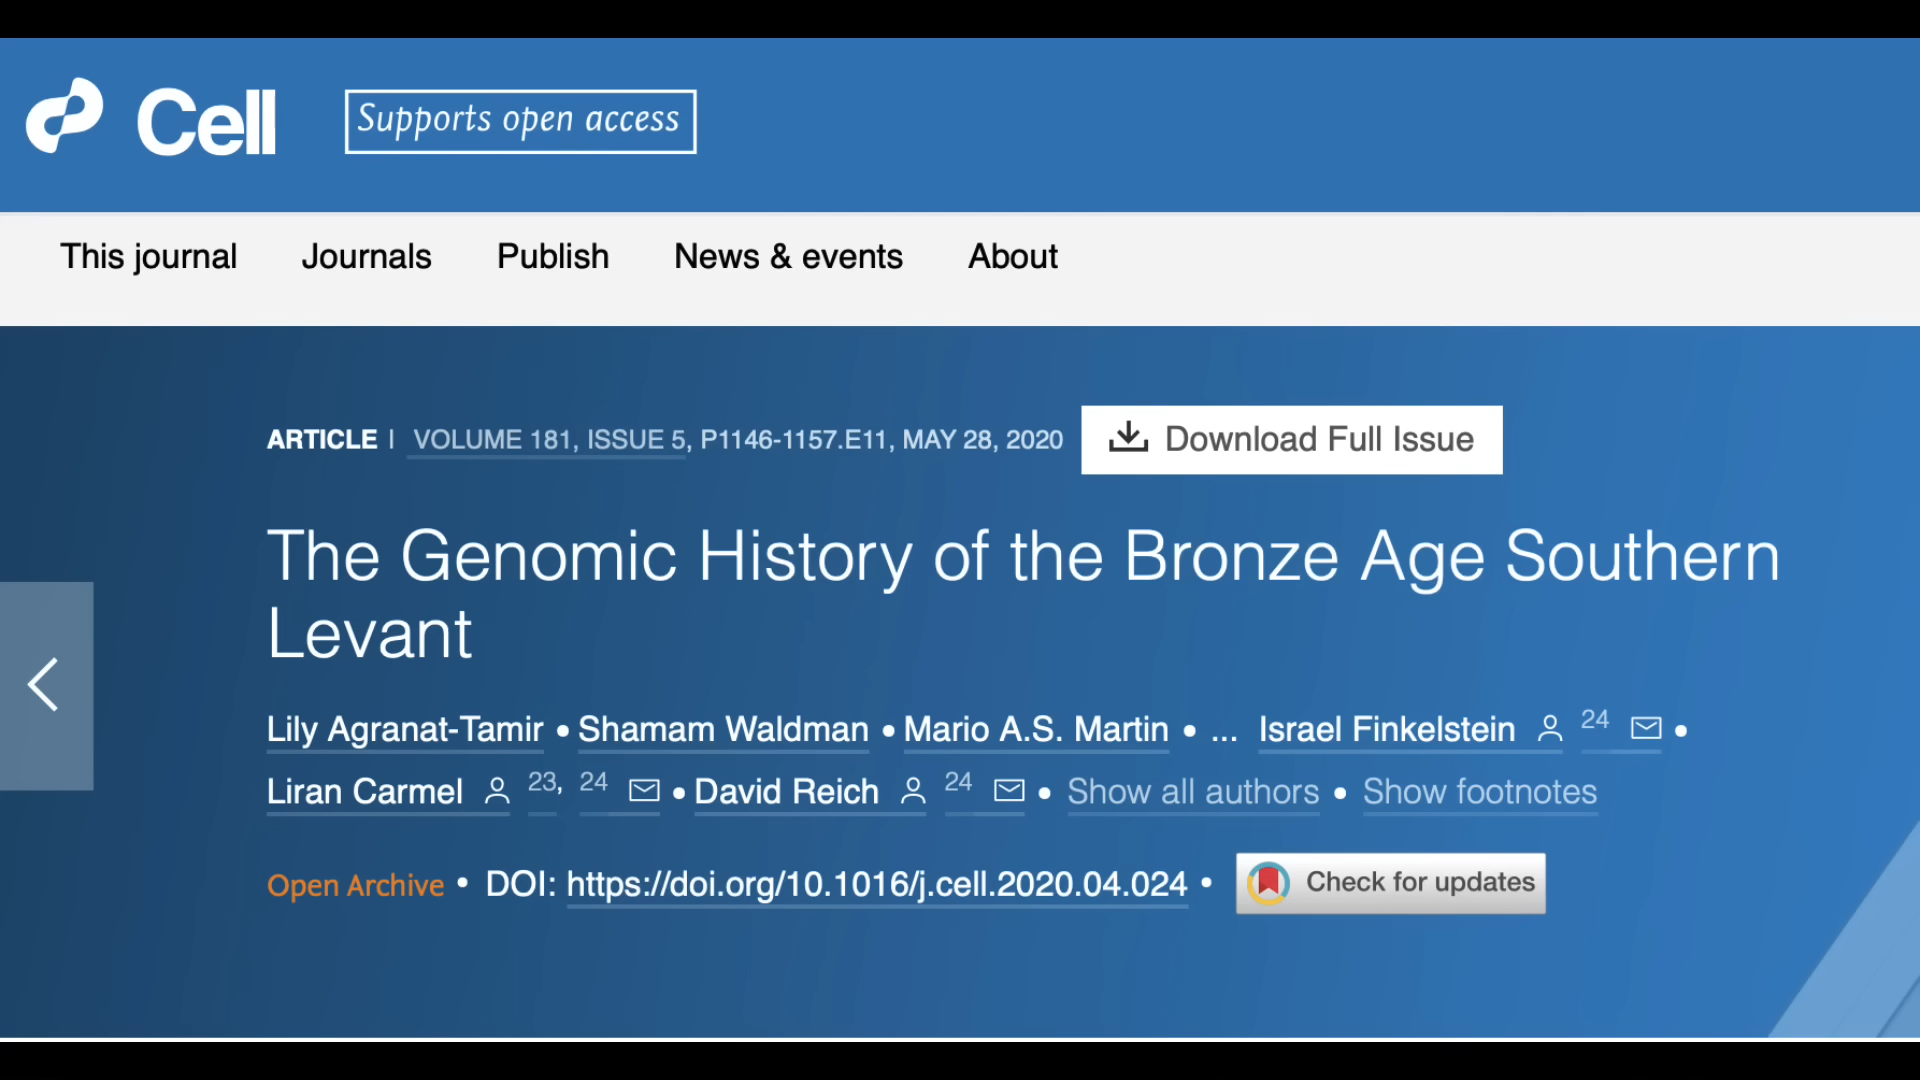 Cell
Supports open access
This journal Journals Publish News & events About
ARTICLE | VOLUME 181, ISSUE 5, P1146-1157.E11, MAY 28, 2020 Download Full Issue
The Genomic History of the Bronze Age Southern
Levant
Lily Agranat-Tamir • Shamam Waldman • Mario A.S. Martin • ... Israel Finkelstein 24 •
Liran Carmel 23, 24 • David Reich 24 • Show all authors • Show footnotes
Open Archive • DOI: https://doi.org/10.1016/j.cell.2020.04.024 • Check for updates